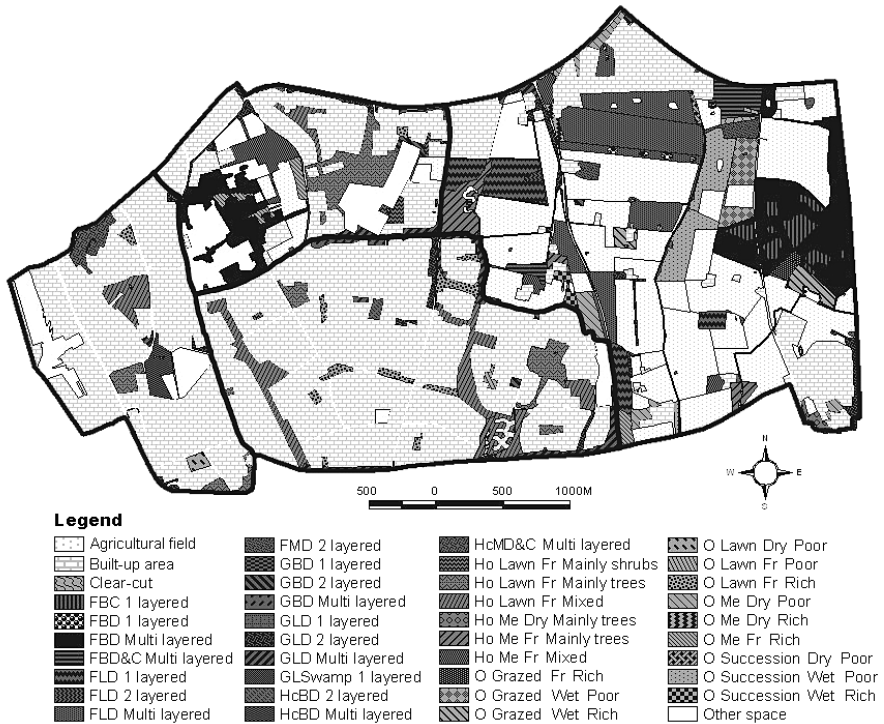 N
W E
S
500 0 500 1000M
Legend
Agricultural field
Built-up area
Clear-cut
FBC 1 layered
FBD 1 layered
FBD Multi layered
FBD&C Multi layered
FLD 1 layered
FLD 2 layered
FLD Multi layered
FMD 2 layered
GBD 1 layered
GBD 2 layered
GBD Multi layered
GLD 1 layered
GLD 2 layered
GLD Multi layered
GLSwamp 1 layered
HcBD 2 layered
HcBD Multi layered
HcMD&C Multi layered
Ho Lawn Fr Mainly shrubs
Ho Lawn Fr Mainly trees
Ho Lawn Fr Mixed
Ho Me Dry Mainly trees
Ho Me Fr Mainly trees
Ho Me Fr Mixed
O Grazed Fr Rich
O Grazed Wet Poor
O Grazed Wet Rich
O Lawn Dry Poor
O Lawn Fr Poor
O Lawn Fr Rich
O Me Dry Poor
O Me Dry Rich
O Me Fr Rich
O Succession Dry Poor
O Succession Wet Poor
O Succession Wet Rich
Other space